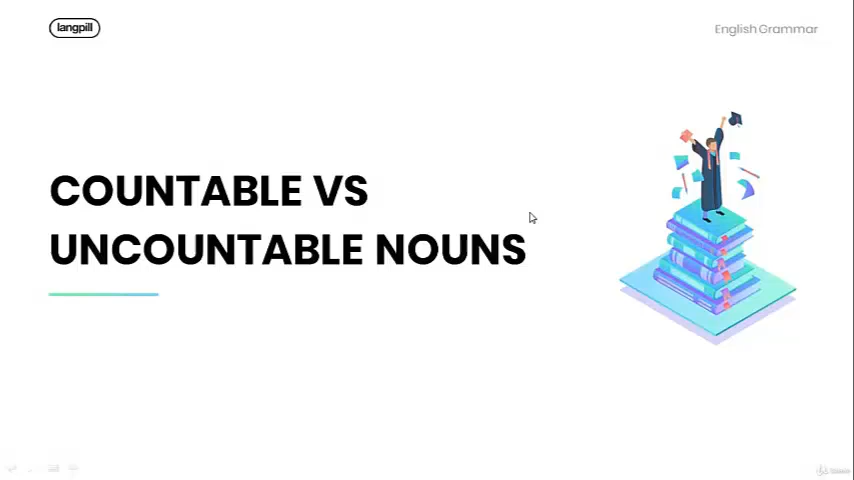 langpill
English Grammar
COUNTABLE VS
UNCOUNTABLE NOUNS